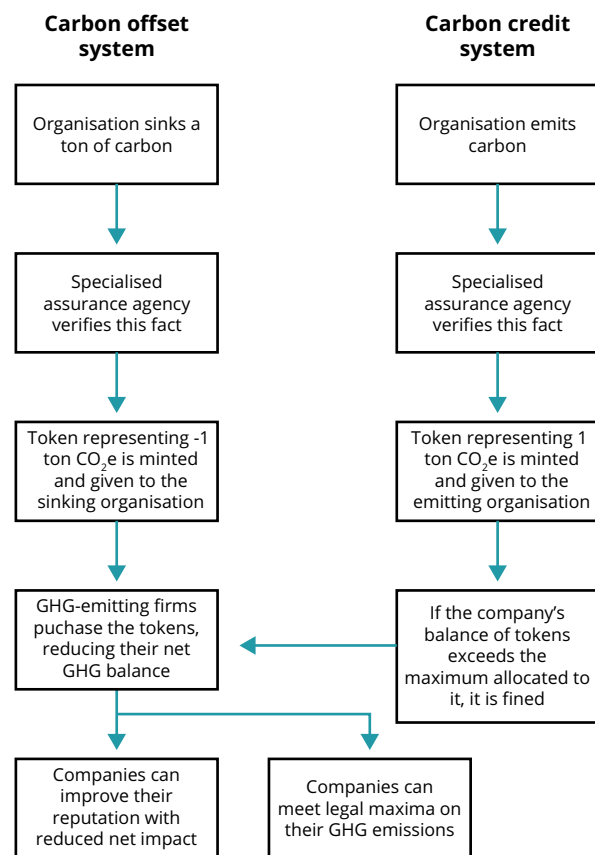 Carbon offset
system
Carbon credit
system
Organisation sinks a
ton of carbon
Organisation emits
carbon
Specialised
assurance agency
verifies this fact
Specialised
assurance agency
verifies this fact
Token representing -1
ton CO₂e is minted
and given to the
sinking organisation
Token representing 1
ton CO₂e is minted
and given to the
emitting organisation
GHG-emitting firms
puchase the tokens,
reducing their net
GHG balance
If the company’s
balance of tokens
exceeds the
maximum allocated to
it, it is fined
Companies can
improve their
reputation with
reduced net impact
Companies can
meet legal maxima on
their GHG emissions